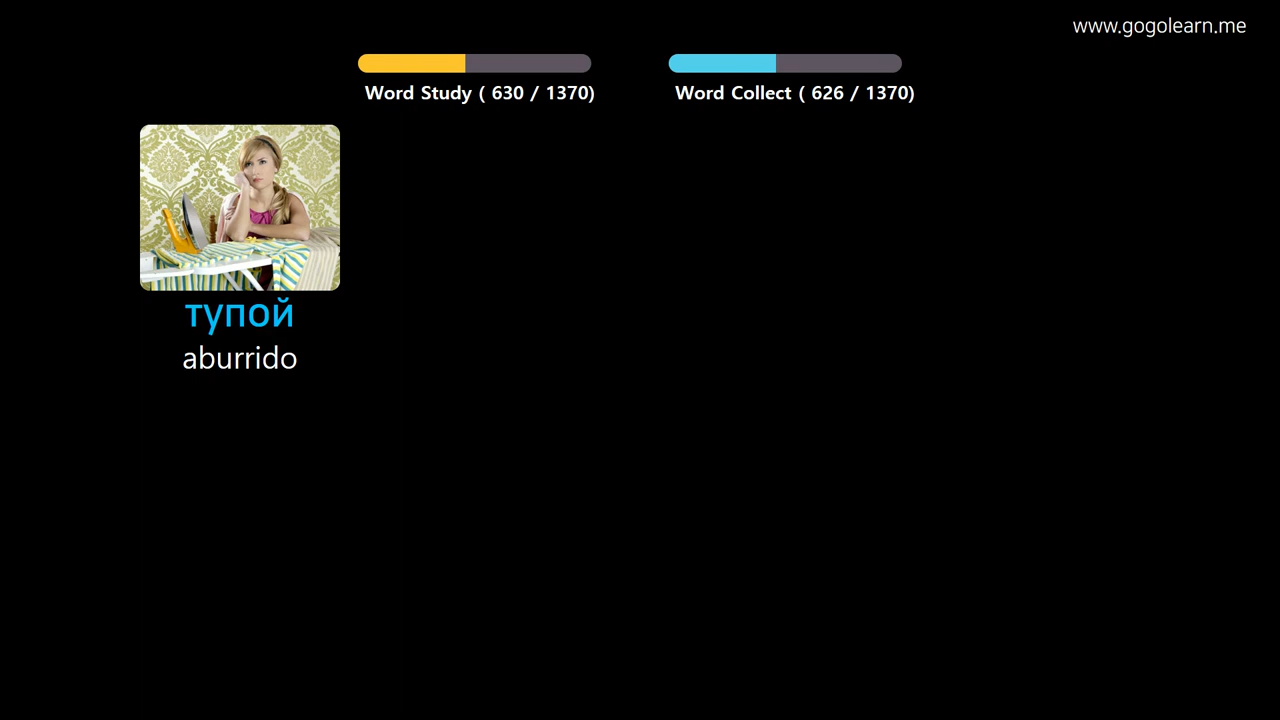 www.gogolearn.me
Word Study ( 630 / 1370)
Word Collect ( 626 / 1370)
тупой
aburrido